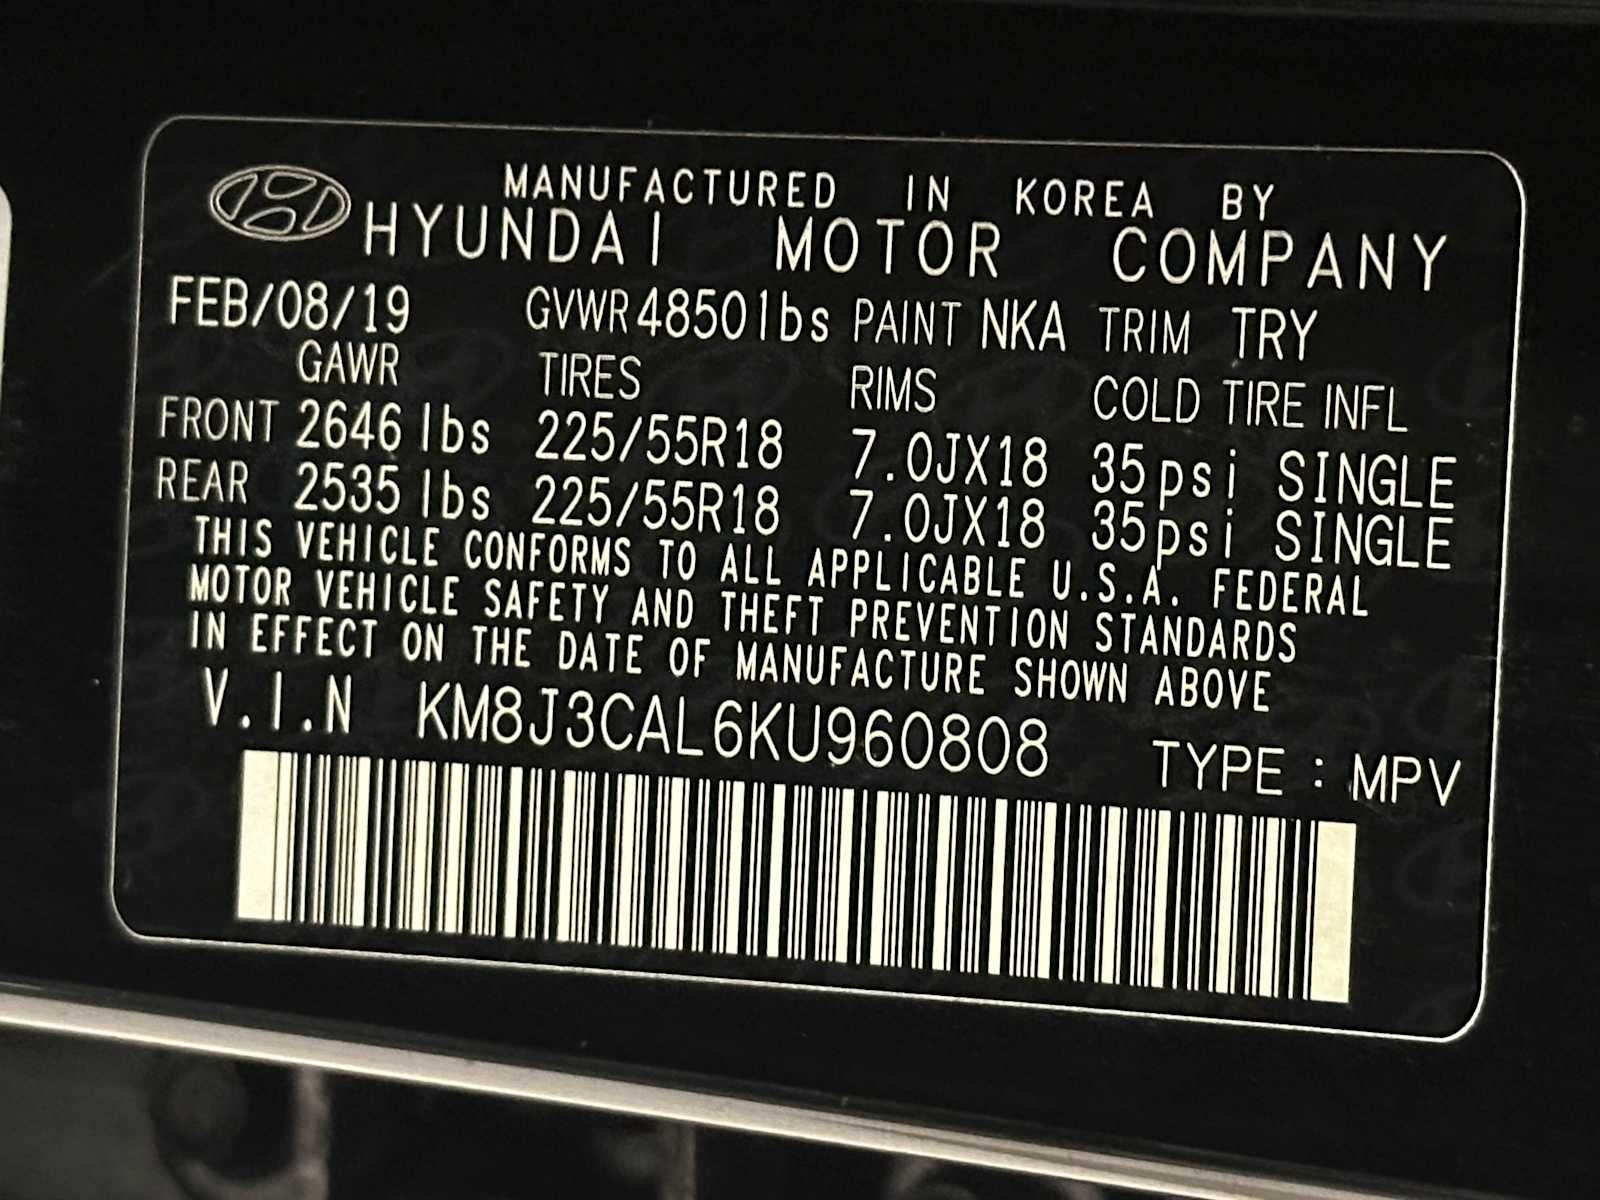 MANUFACTURED IN KOREA BY
HYUNDAI MOTOR COMPANY
FEB/08/19 GVWR 4850lbs PAINT NKA TRIM TRY
GAWR TIRES RIMS COLD TIRE INFL
FRONT 2646 lbs 225/55R18 7.0JX18 35psi SINGLE
REAR 2535 lbs 225/55R18 7.0JX18 35psi SINGLE
THIS VEHICLE CONFORMS TO ALL APPLICABLE U.S.A. FEDERAL
MOTOR VEHICLE SAFETY AND THEFT PREVENTION STANDARDS
IN EFFECT ON THE DATE OF MANUFACTURE SHOWN ABOVE
V.I.N KM8J3CAL6KU960808 TYPE : MPV